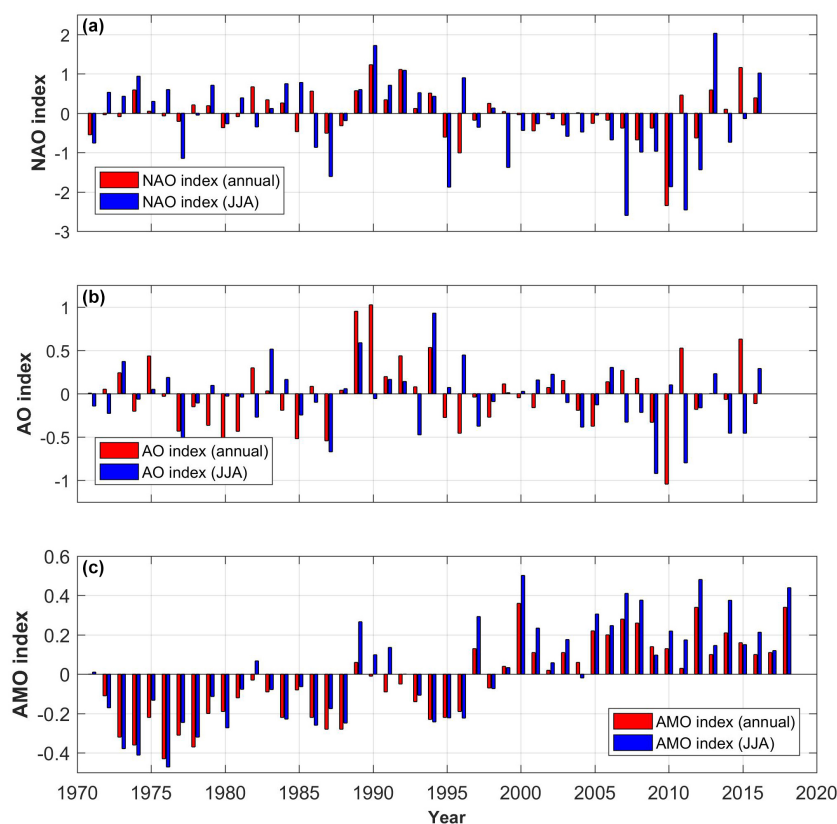 (a)
2
1
0
-1
-2
-3
NAO index
NAO index (annual)
NAO index (JJA)
(b)
1
0.5
0
-0.5
-1
AO index
AO index (annual)
AO index (JJA)
(c)
0.6
0.4
0.2
0
-0.2
-0.4
AMO index
AMO index (annual)
AMO index (JJA)
1970 1975 1980 1985 1990 1995 2000 2005 2010 2015 2020
Year